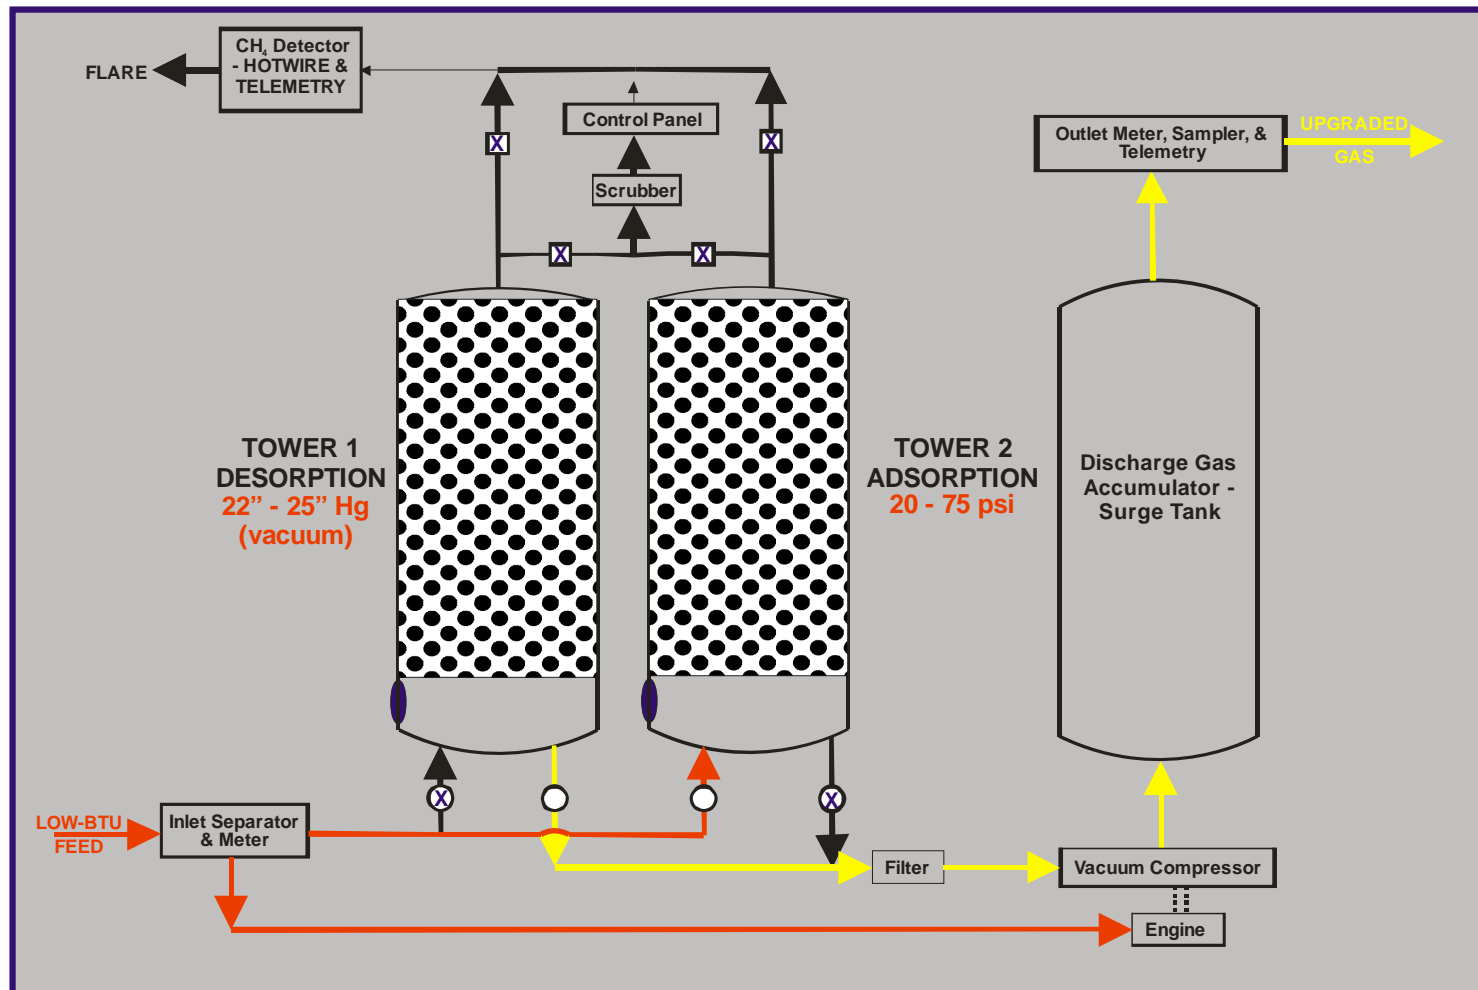 FLARE
CH4 Detector
- HOTWIRE &
TELEMETRY
Control Panel
Scrubber
X
X
X
X
Outlet Meter, Sampler, &
Telemetry
UPGRADED
GAS
TOWER 1
DESORPTION
22” - 25” Hg
(vacuum)
TOWER 2
ADSORPTION
20 - 75 psi
Discharge Gas
Accumulator -
Surge Tank
X
X
LOW-BTU
FEED
Inlet Separator
& Meter
Filter
Vacuum Compressor
Engine